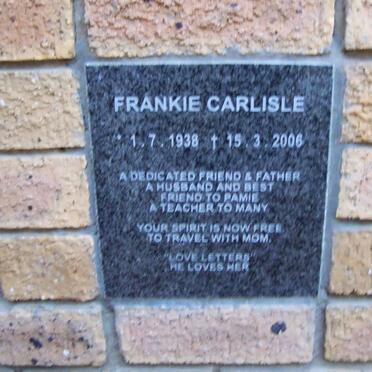 FRANKIE CARLISLE
* 1.7.1938 † 15.3.2006
A DEDICATED FRIEND & FATHER
A HUSBAND AND BEST
FRIEND TO PAMIE
A TEACHER TO MANY.
YOUR SPIRIT IS NOW FREE
TO TRAVEL WITH MOM.
"LOVE LETTERS"
HE LOVES HER